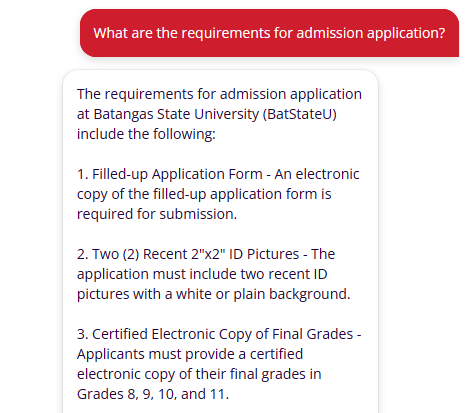 What are the requirements for admission application?
The requirements for admission application
at Batangas State University (BatStateU)
include the following:
1. Filled-up Application Form - An electronic
copy of the filled-up application form is
required for submission.
2. Two (2) Recent 2"x2" ID Pictures - The
application must include two recent ID
pictures with a white or plain background.
3. Certified Electronic Copy of Final Grades -
Applicants must provide a certified
electronic copy of their final grades in
Grades 8, 9, 10, and 11.